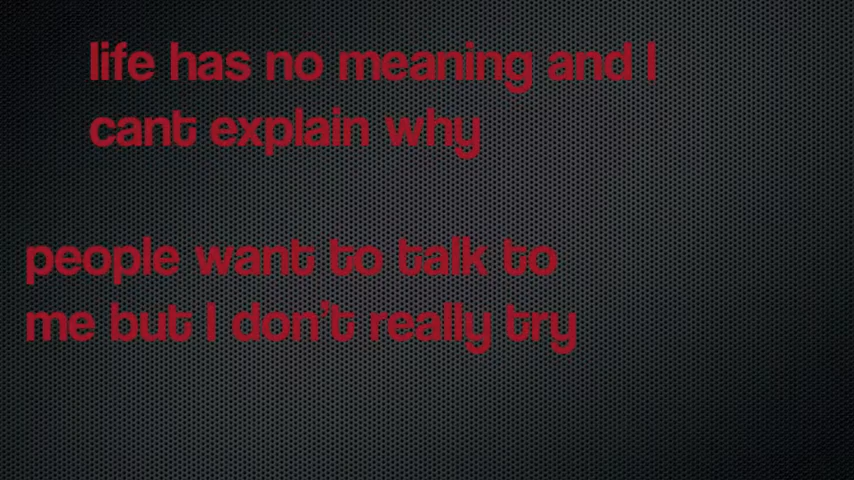 life has no meaning and I
cant explain why
people want to talk to
me but I don't really try